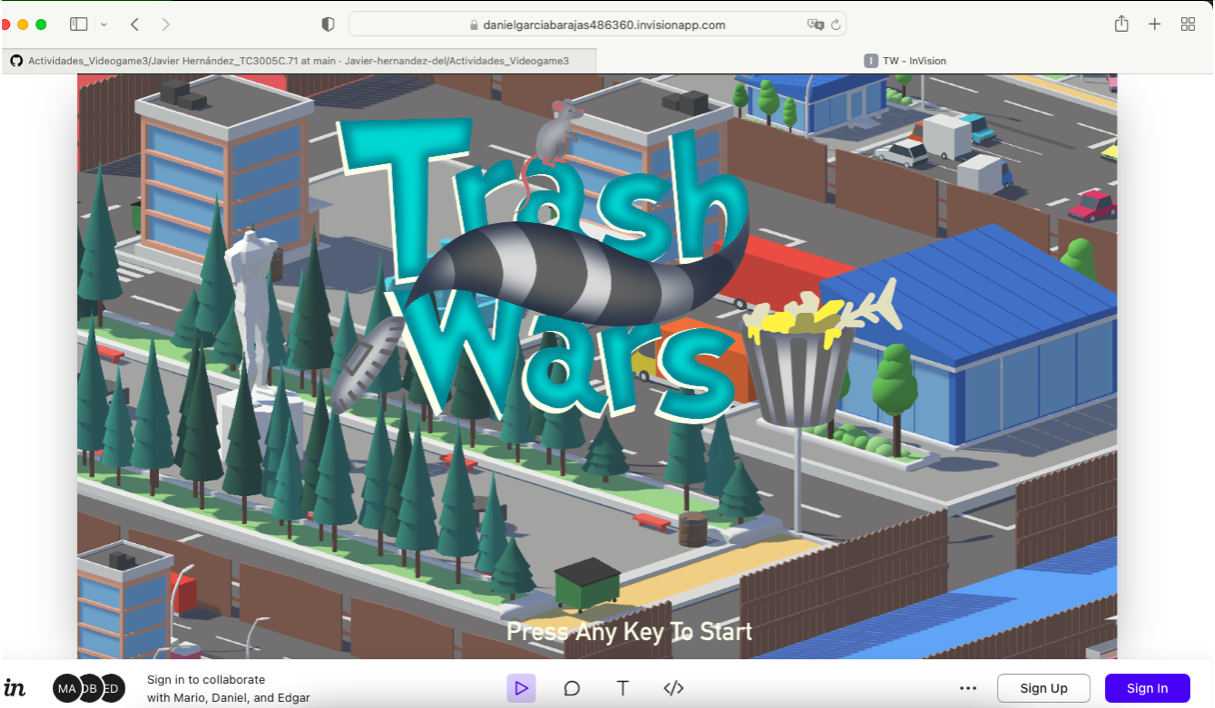 danielgarciabarajas486360.invisionapp.com
Actividades_Videogame3/Javier Hernández_TC3005C.71 at main · Javier-hernandez-del/Actividades_Videogame3
I TW - InVision
Trash
Wars
Press Any Key To Start
in
MA DB ED
Sign in to collaborate
with Mario, Daniel, and Edgar
T
Sign Up
Sign In